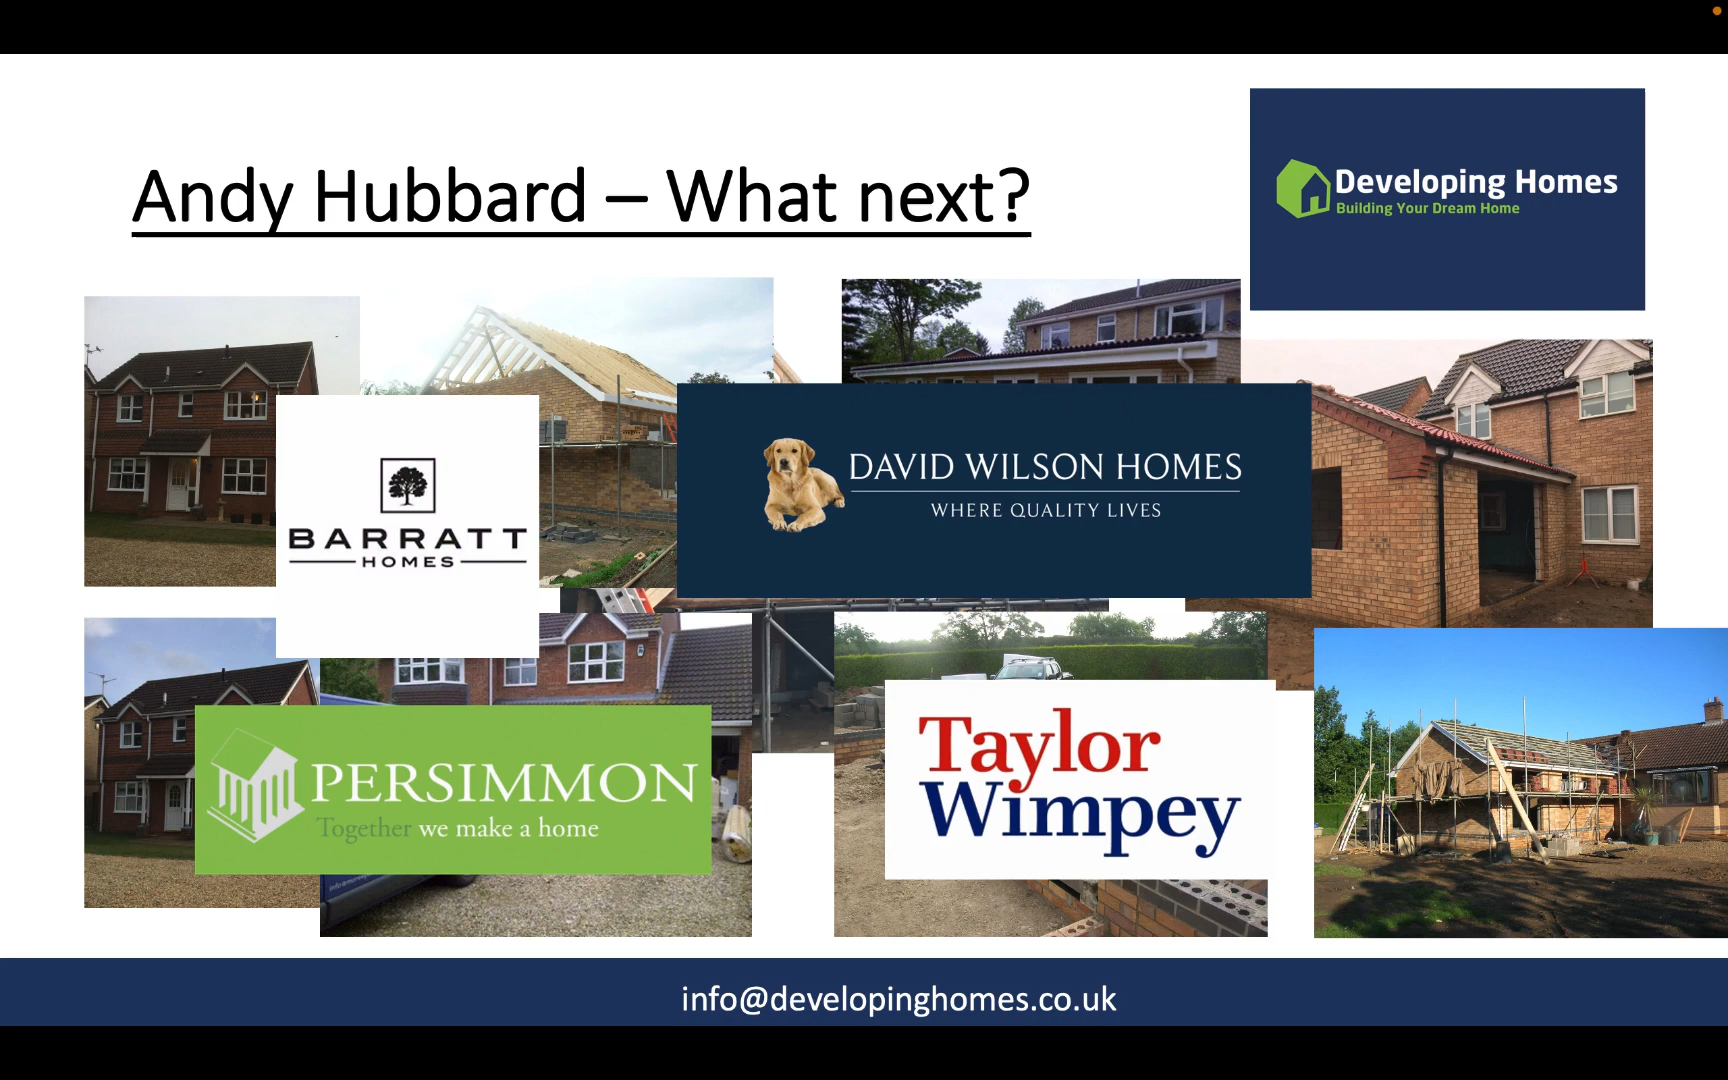 Andy Hubbard – What next?
Developing Homes
Building Your Dream Home
BARRATT
HOMES
DAVID WILSON HOMES
WHERE QUALITY LIVES
PERSIMMON
Together we make a home
Taylor
Wimpey
info@developinghomes.co.uk